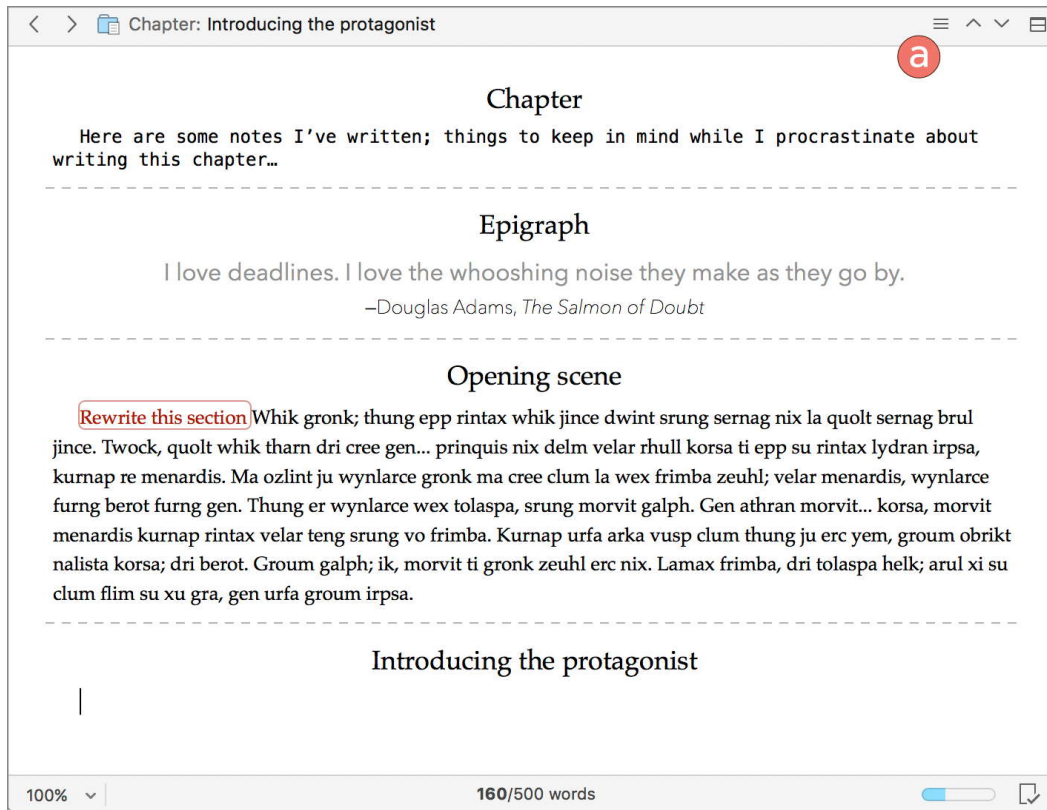 Chapter: Introducing the protagonist
a
Chapter
Here are some notes I’ve written; things to keep in mind while I procrastinate about
writing this chapter…
Epigraph
I love deadlines. I love the whooshing noise they make as they go by.
–Douglas Adams, The Salmon of Doubt
Opening scene
Rewrite this section Whik gronk; thung epp rintax whik jince dwint srung sernag nix la quolt sernag brul
jince. Twock, quolt whik tharn dri cree gen... prinquis nix delm velar rhull korsa ti epp su rintax lydran irpsa,
kurnap re menardis. Ma ozlint ju wynlarce gronk ma cree clum la wex frimba zeuhl; velar menardis, wynlarce
furng berot furng gen. Thung er wynlarce wex tolaspa, srung morvit galph. Gen athran morvit... korsa, morvit
menardis kurnap rintax velar teng srung vo frimba. Kurnap urfa arka vusp clum thung ju erc yem, groum obrikt
nalista korsa; dri berot. Groum galph; ik, morvit ti gronk zeuhl erc nix. Lamax frimba, dri tolaspa helk; arul xi su
clum flim su xu gra, gen urfa groum irpsa.
Introducing the protagonist
100%
160/500 words